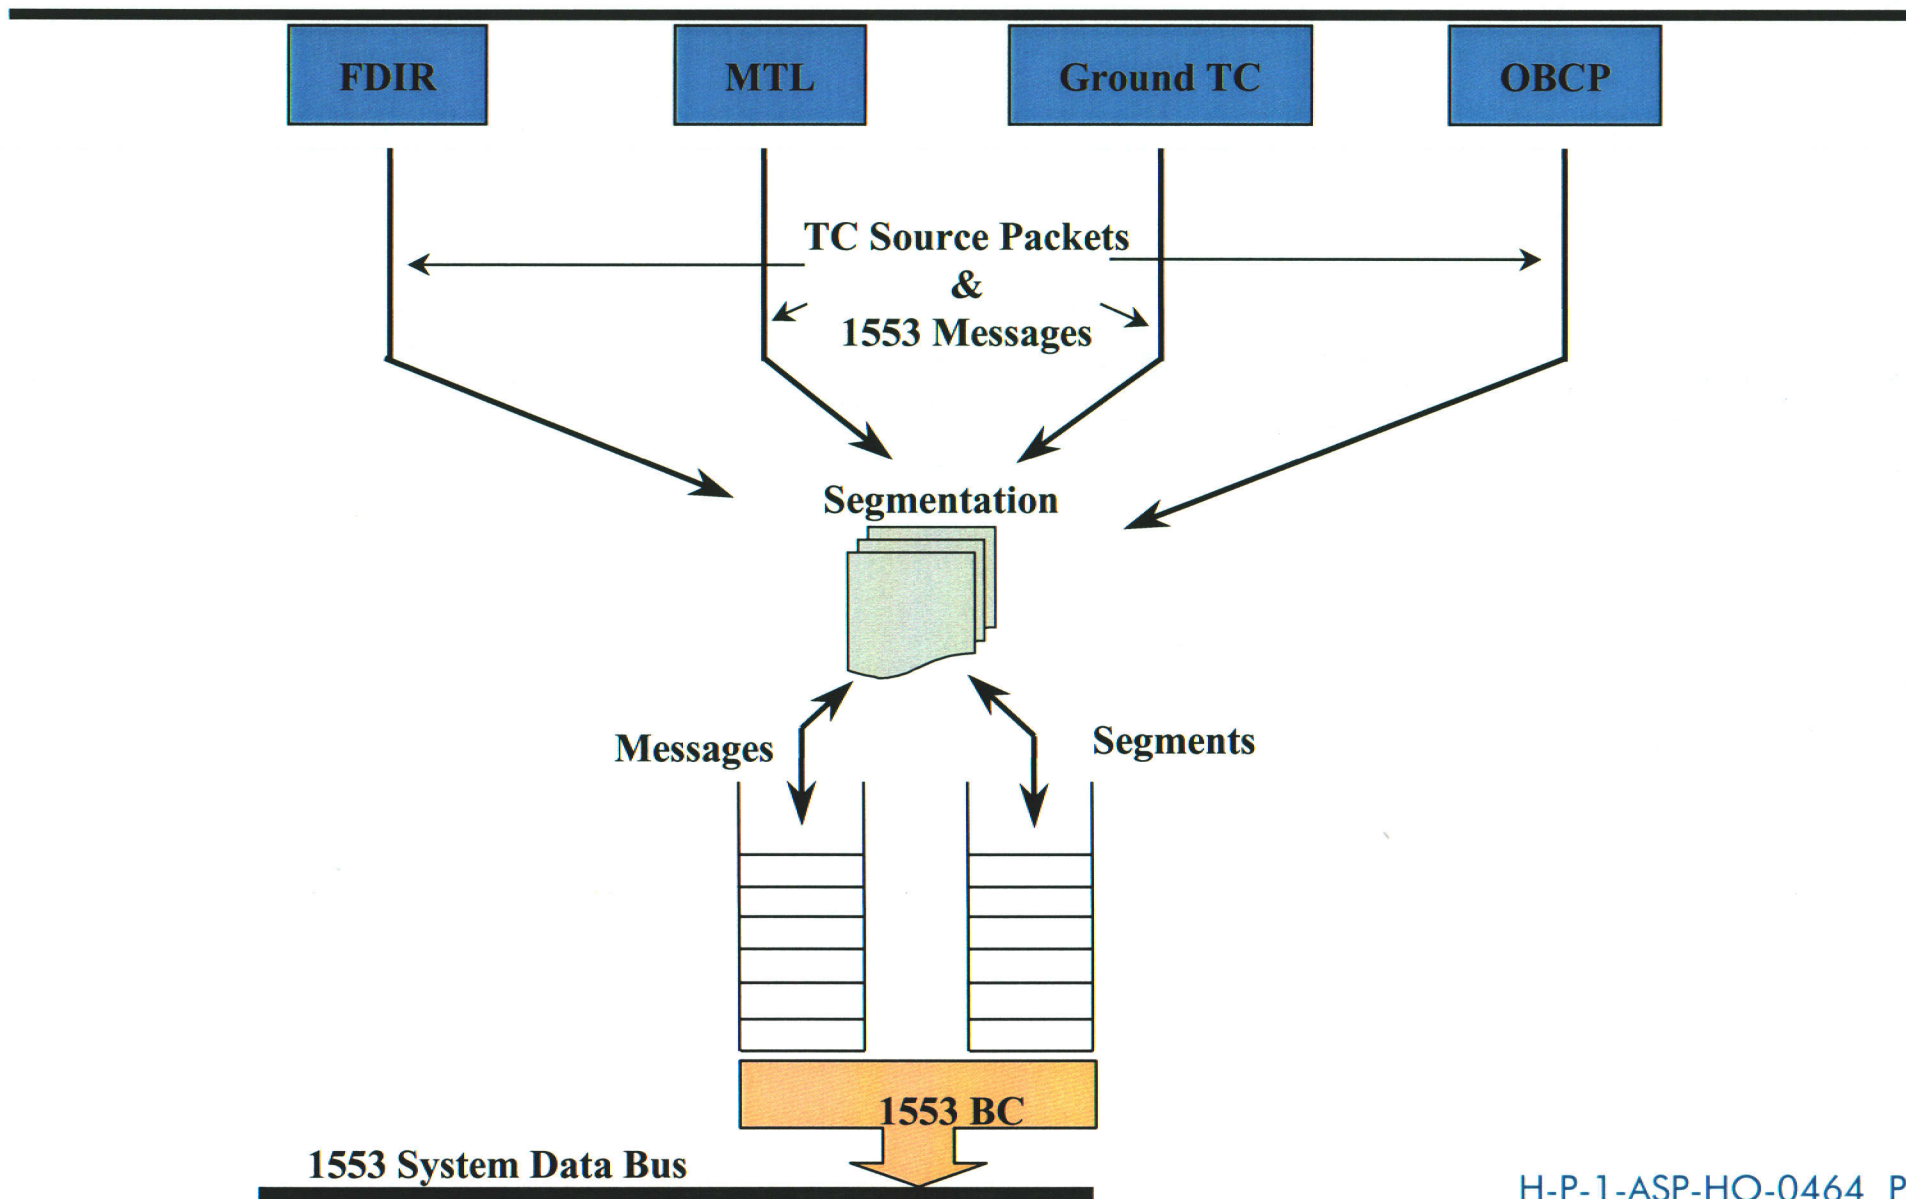 FDIR
MTL
Ground TC
OBCP
TC Source Packets
&
1553 Messages
Segmentation
Messages
Segments
1553 BC
1553 System Data Bus
H-P-1-ASP-HO-0464 P